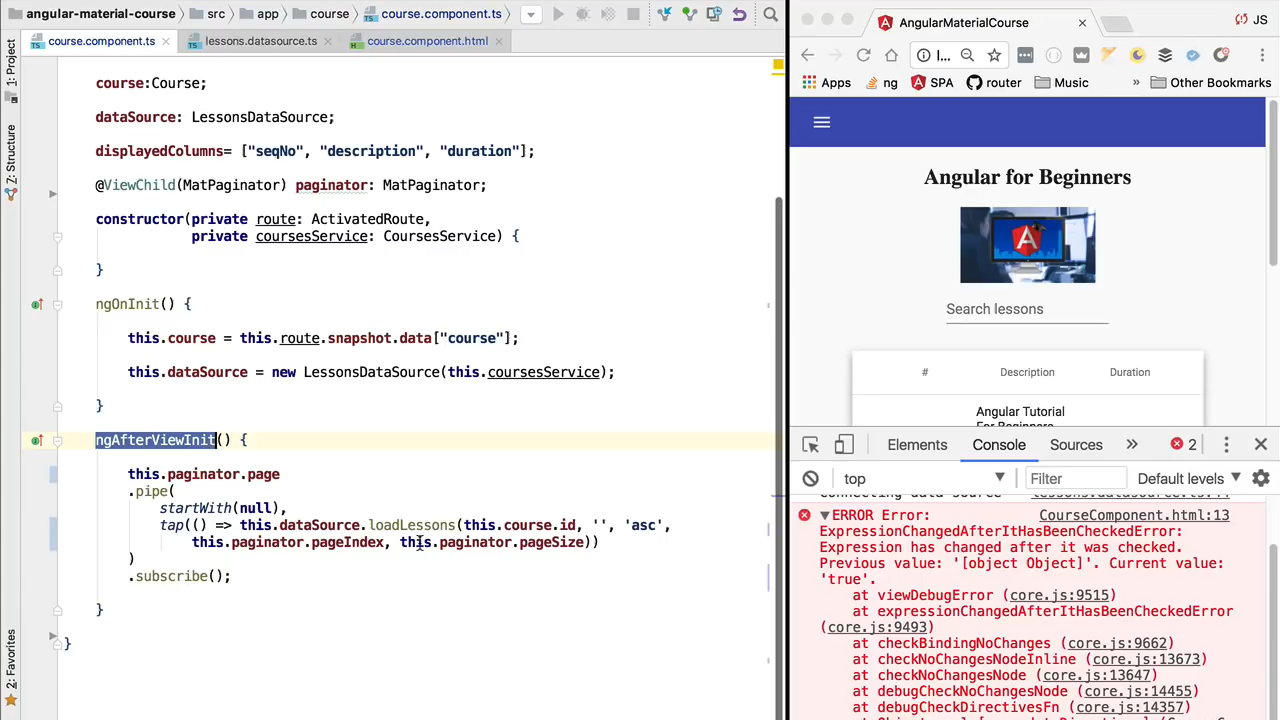 angular-material-course
src
app
course
course.component.ts
course.component.ts
lessons.datasource.ts
course.component.html
1: Project
Z: Structure
2: Favorites
course:Course;
dataSource: LessonsDataSource;
displayedColumns= ["seqNo", "description", "duration"];
@ViewChild(MatPaginator) paginator: MatPaginator;
constructor(private route: ActivatedRoute,
private coursesService: CoursesService) {
}
ngOnInit() {
this.course = this.route.snapshot.data["course"];
this.dataSource = new LessonsDataSource(this.coursesService);
}
ngAfterViewInit() {
this.paginator.page
.pipe(
startWith(null),
tap(() => this.dataSource.loadLessons(this.course.id, '', 'asc',
this.paginator.pageIndex, this.paginator.pageSize))
)
.subscribe();
}
}
AngularMaterialCourse
JS
l...
Apps
ng
SPA
router
Music
»
Other Bookmarks
Angular for Beginners
Search lessons
# Description Duration
Angular Tutorial
For Beginners
Elements Console Sources » 2
top Filter Default levels
connecting data source
ERROR Error: CourseComponent.html:13
ExpressionChangedAfterItHasBeenCheckedError:
Expression has changed after it was checked.
Previous value: '[object Object]'. Current value:
'true'.
at viewDebugError (core.js:9515)
at expressionChangedAfterItHasBeenCheckedError
(core.js:9493)
at checkBindingNoChanges (core.js:9662)
at checkNoChangesNodeInline (core.js:13673)
at checkNoChangesNode (core.js:13647)
at debugCheckNoChangesNode (core.js:14455)
at debugCheckDirectivesFn (core.js:14357)